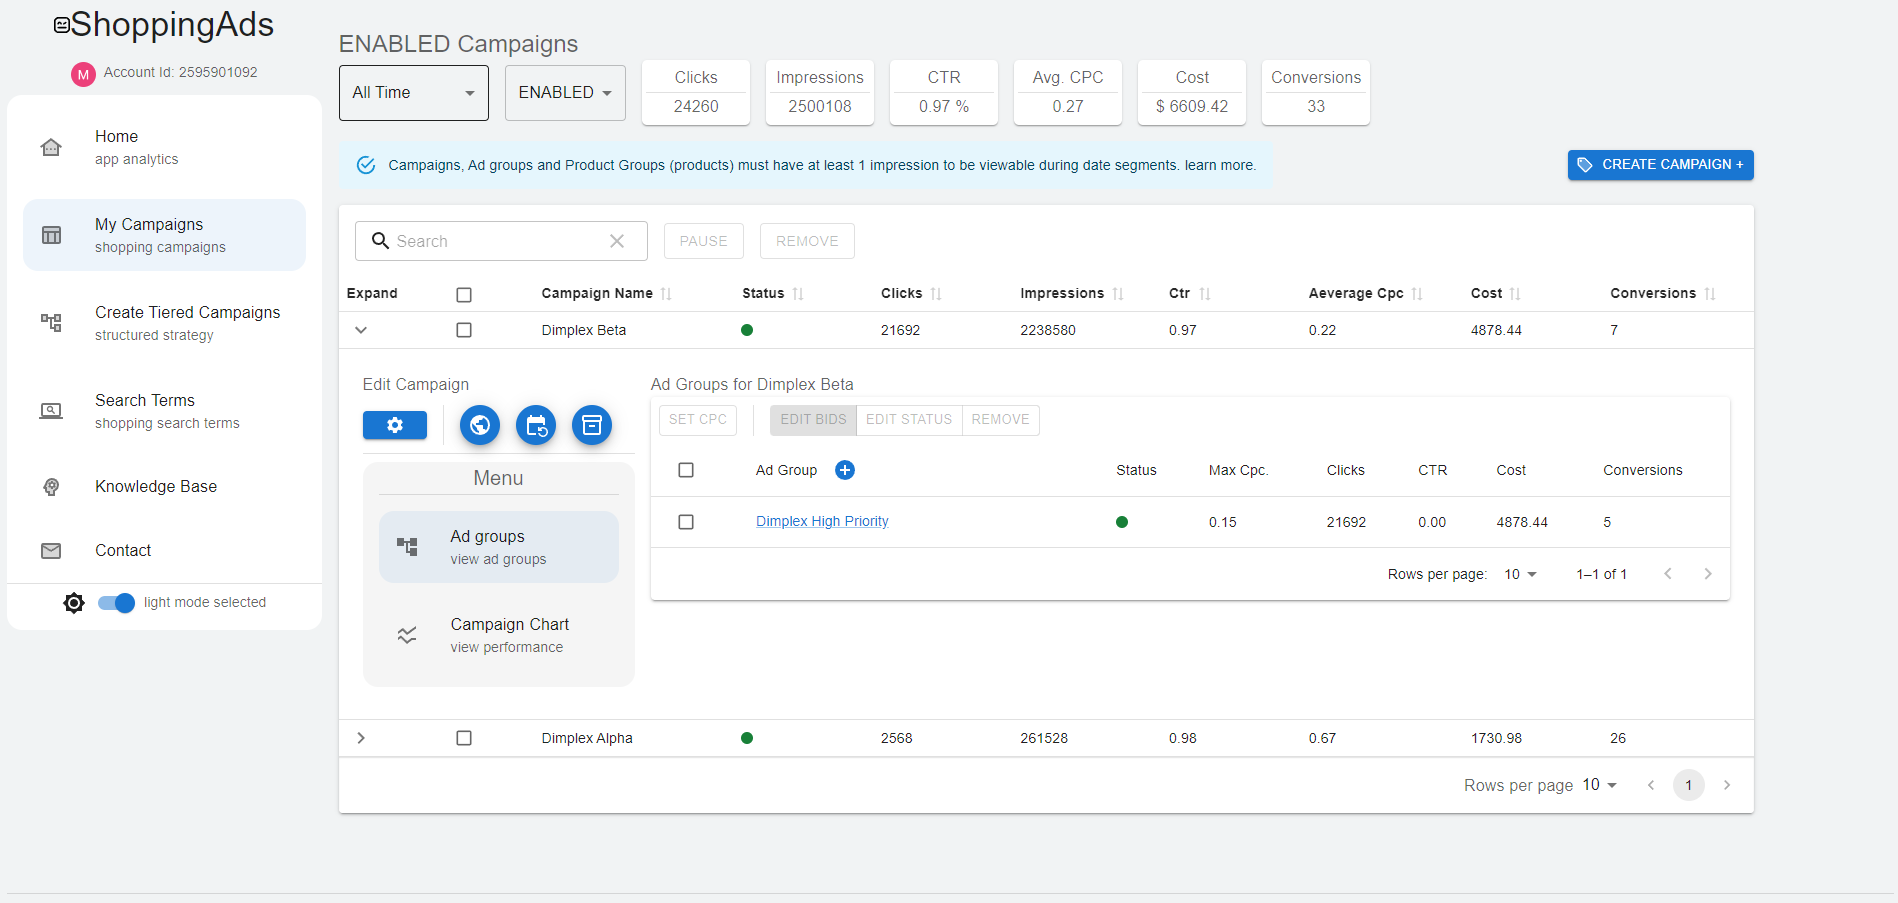 ShoppingAds
M Account Id: 2595901092
Home
app analytics
My Campaigns
shopping campaigns
Create Tiered Campaigns
structured strategy
Search Terms
shopping search terms
Knowledge Base
Contact
light mode selected
ENABLED Campaigns
All Time ENABLED
Clicks Impressions CTR Avg. CPC Cost Conversions
24260 2500108 0.97 % 0.27 $ 6609.42 33
Campaigns, Ad groups and Product Groups (products) must have at least 1 impression to be viewable during date segments. learn more.
CREATE CAMPAIGN +
Search PAUSE REMOVE
Expand Campaign Name Status Clicks Impressions Ctr Aeverage Cpc Cost Conversions
Dimplex Beta 21692 2238580 0.97 0.22 4878.44 7
Edit Campaign
Menu
Ad groups
view ad groups
Campaign Chart
view performance
Ad Groups for Dimplex Beta
SET CPC EDIT BIDS EDIT STATUS REMOVE
Ad Group Status Max Cpc. Clicks CTR Cost Conversions
Dimplex High Priority 0.15 21692 0.00 4878.44 5
Rows per page: 10 1–1 of 1
Dimplex Alpha 2568 261528 0.98 0.67 1730.98 26
Rows per page 10 1